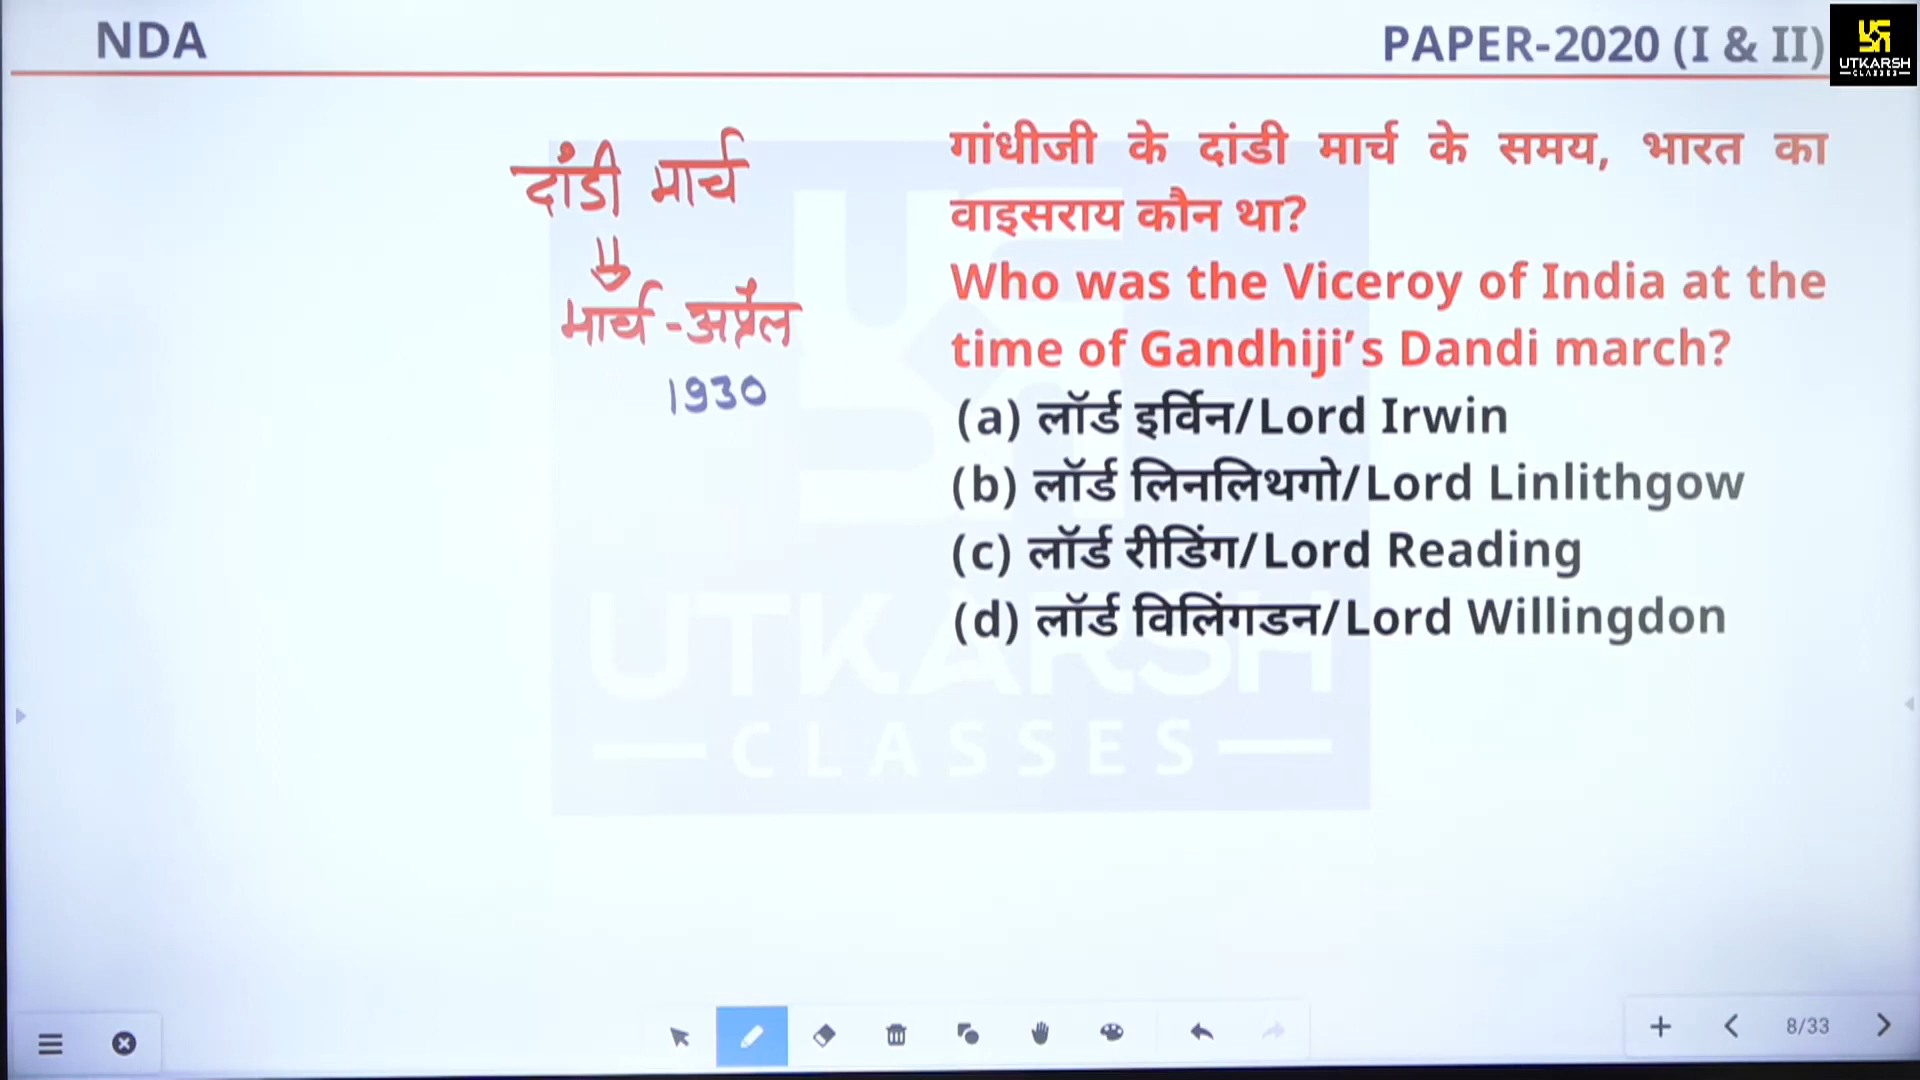 NDA
PAPER-2020 (I & II)
UTKARSH
CLASSES
दांडी मार्च
मार्च - अप्रैल
1930
गांधीजी के दांडी मार्च के समय, भारत का
वाइसराय कौन था?
Who was the Viceroy of India at the
time of Gandhiji’s Dandi march?
(a) लॉर्ड इर्विन/Lord Irwin
(b) लॉर्ड लिनलिथगो/Lord Linlithgow
(c) लॉर्ड रीडिंग/Lord Reading
(d) लॉर्ड विलिंगडन/Lord Willingdon
UTKARSH
CLASSES
8/33